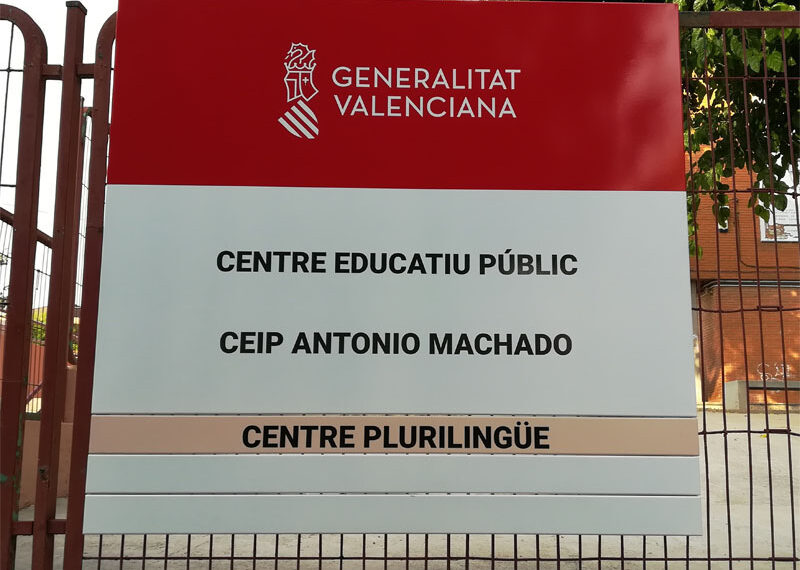 GENERALITAT
VALENCIANA
CENTRE EDUCATIU PÚBLIC
CEIP ANTONIO MACHADO
CENTRE PLURILINGÜE